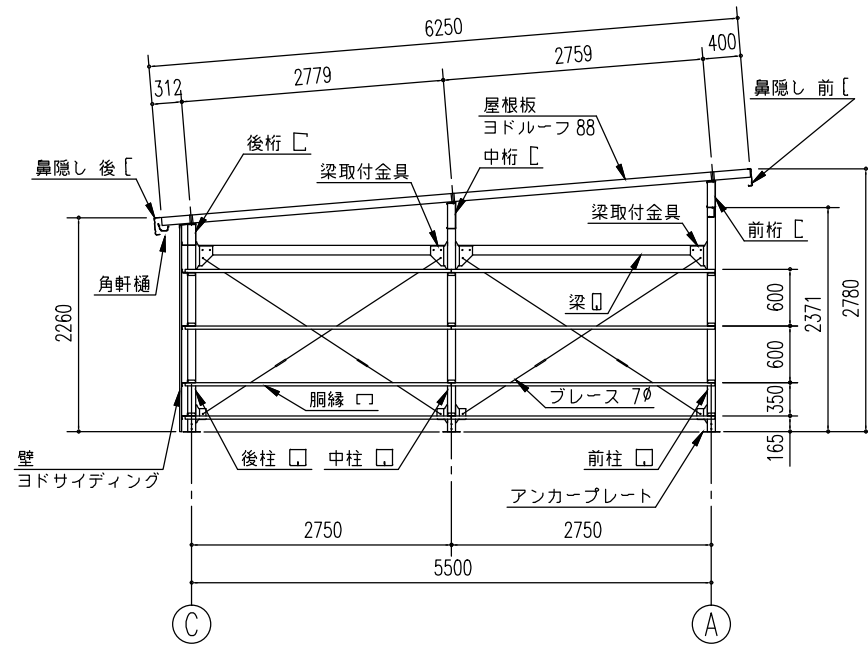 6250
312
2779
2759
400
屋根板
ヨドルーフ 88
鼻隠し 前
後桁
中桁
鼻隠し 後
梁取付金具
梁取付金具
前桁
角軒樋
梁
2260
600
600
350
165
2371
2780
胴縁
ブレース 7φ
壁
ヨドサイディング
後柱
中柱
前柱
アンカープレート
2750
2750
5500
C
A